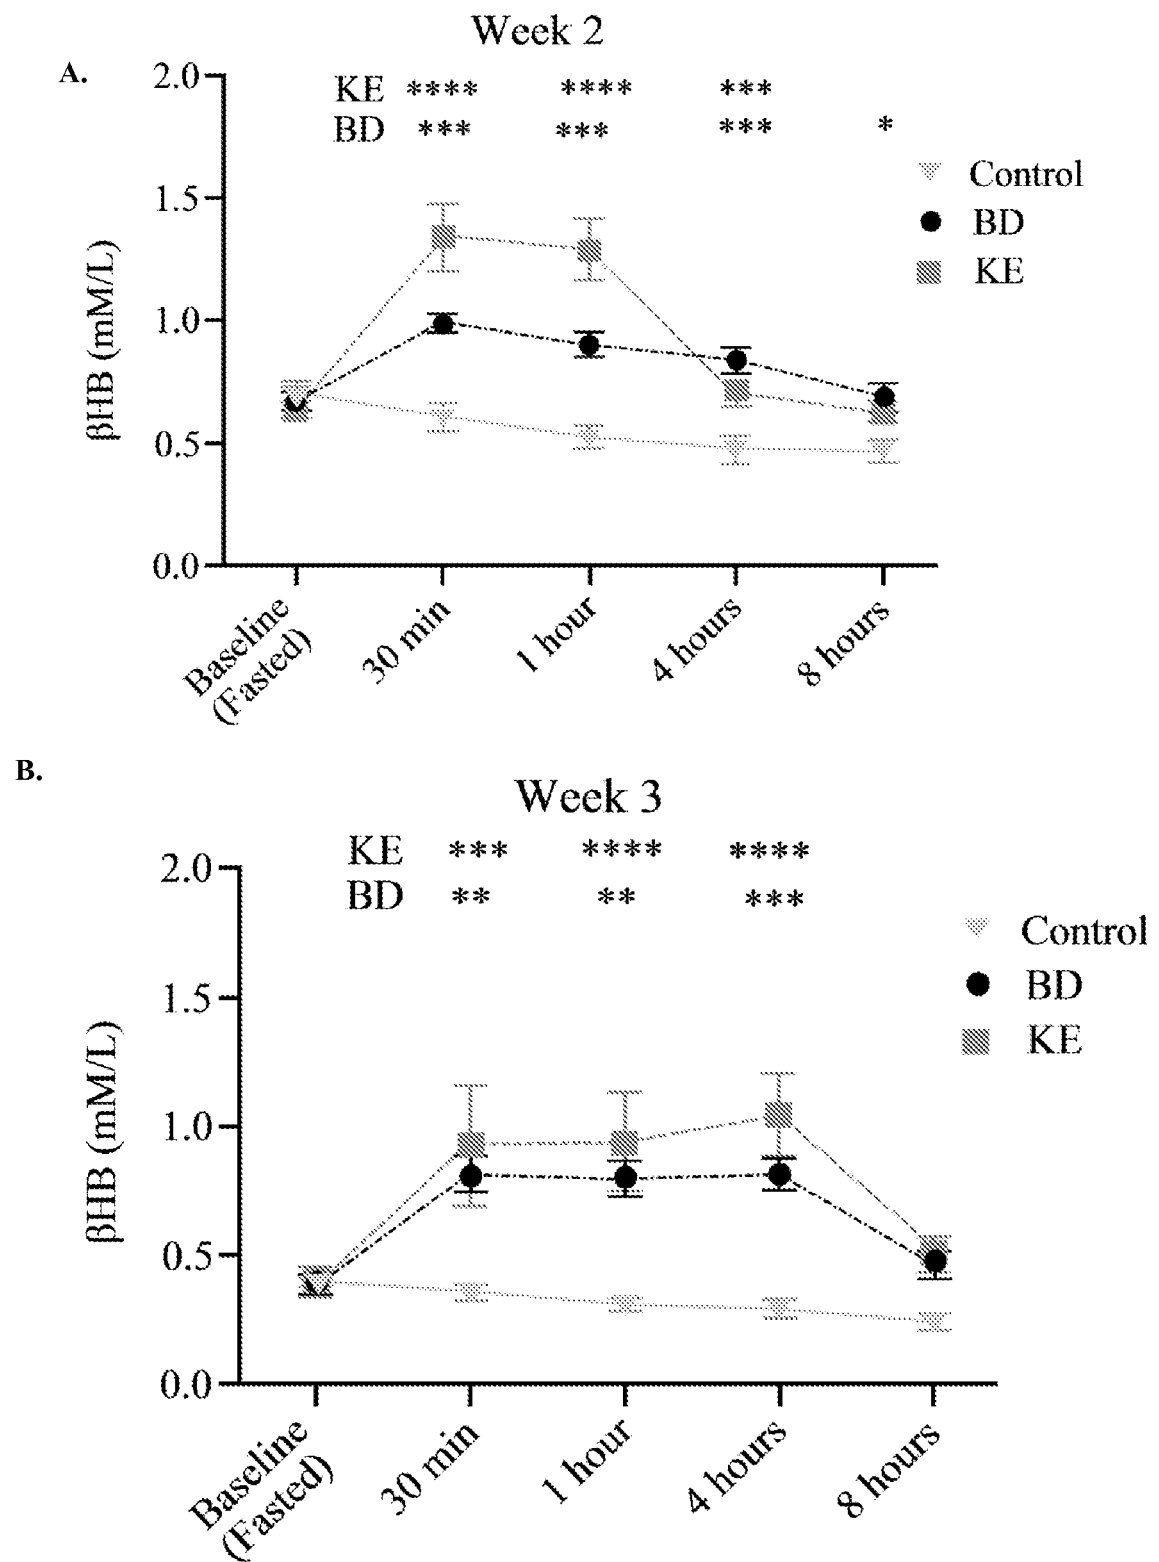 Week 2
A.
2.0
KE **** **** ***
BD *** *** *** *
1.5
1.0
0.5
0.0
βHB (mM/L)
Control
BD
KE
Baseline
(Fasted)
30 min
1 hour
4 hours
8 hours
B.
Week 3
KE *** **** ****
2.0
BD ** ** ***
1.5
1.0
0.5
0.0
βHB (mM/L)
Control
BD
KE
Baseline
(Fasted)
30 min
1 hour
4 hours
8 hours